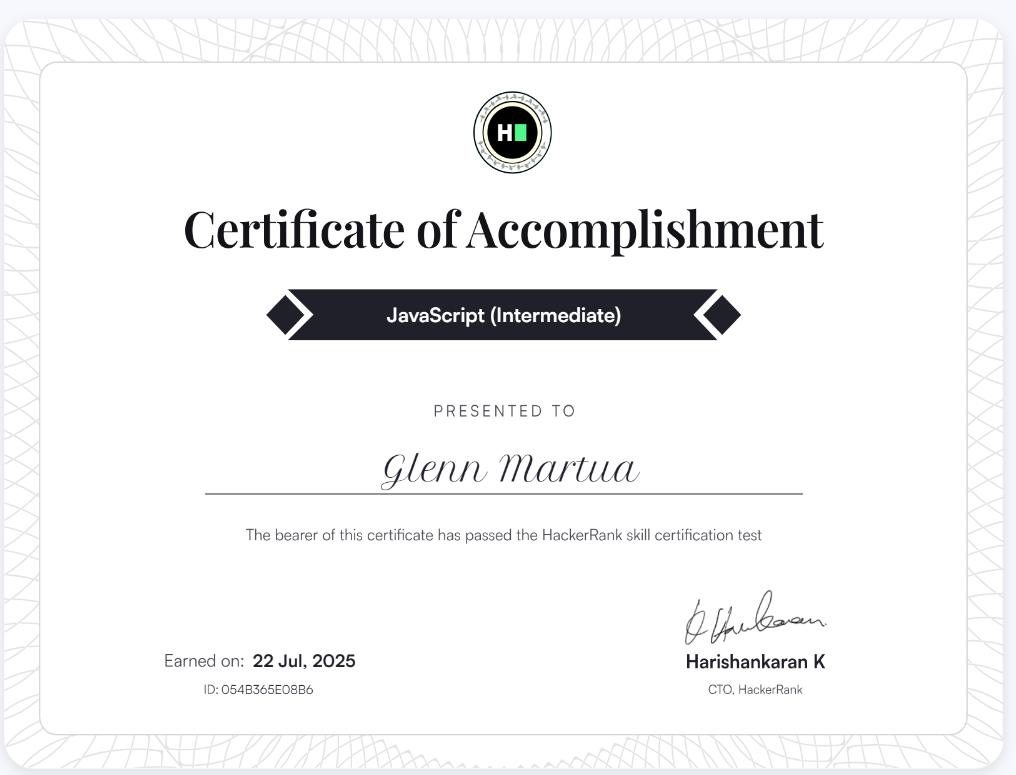 H
Certificate of Accomplishment
JavaScript (Intermediate)
PRESENTED TO
Glenn Martua
The bearer of this certificate has passed the HackerRank skill certification test
Earned on: 22 Jul, 2025
ID: 054B365E08B6
Harishankaran K
CTO, HackerRank